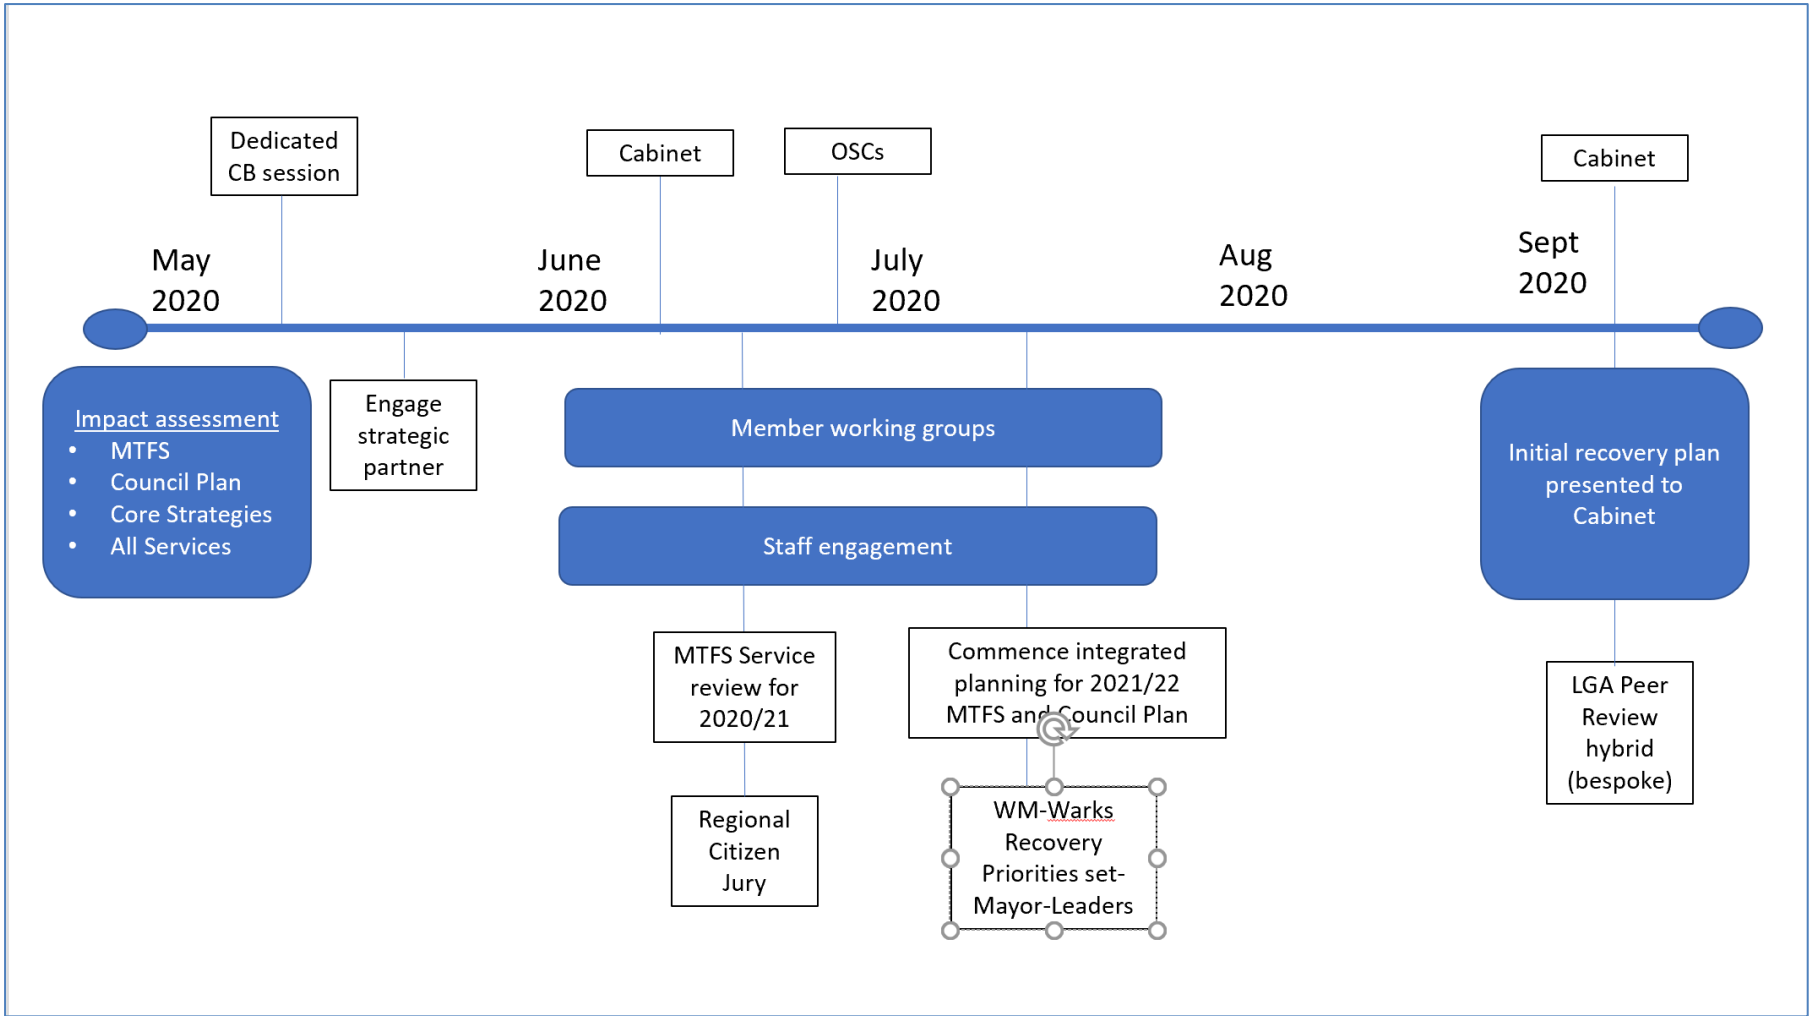 Dedicated
CB session
Cabinet
OSCs
Cabinet
May
2020
June
2020
July
2020
Aug
2020
Sept
2020
Impact assessment
• MTFS
• Council Plan
• Core Strategies
• All Services
Engage
strategic
partner
Member working groups
Staff engagement
Initial recovery plan
presented to
Cabinet
MTFS Service
review for
2020/21
Commence integrated
planning for 2021/22
MTFS and Council Plan
LGA Peer
Review
hybrid
(bespoke)
Regional
Citizen
Jury
WM-Warks
Recovery
Priorities set-
Mayor-Leaders